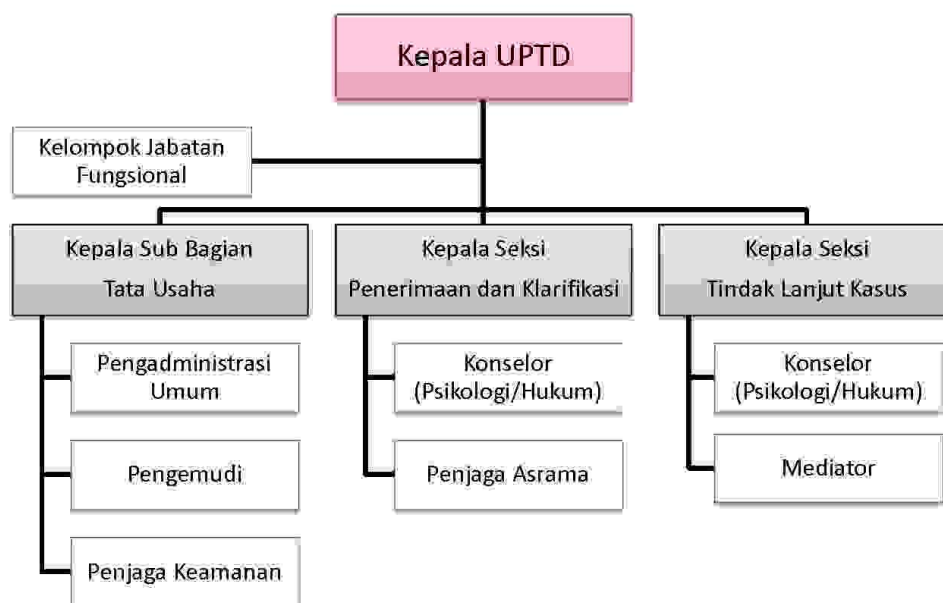 Kepala UPTD
Kelompok Jabatan
Fungsional
Kepala Sub Bagian
Tata Usaha
Kepala Seksi
Penerimaan dan Klarifikasi
Kepala Seksi
Tindak Lanjut Kasus
Pengadministrasi
Umum
Pengemudi
Penjaga Keamanan
Konselor
(Psikologi/Hukum)
Penjaga Asrama
Konselor
(Psikologi/Hukum)
Mediator